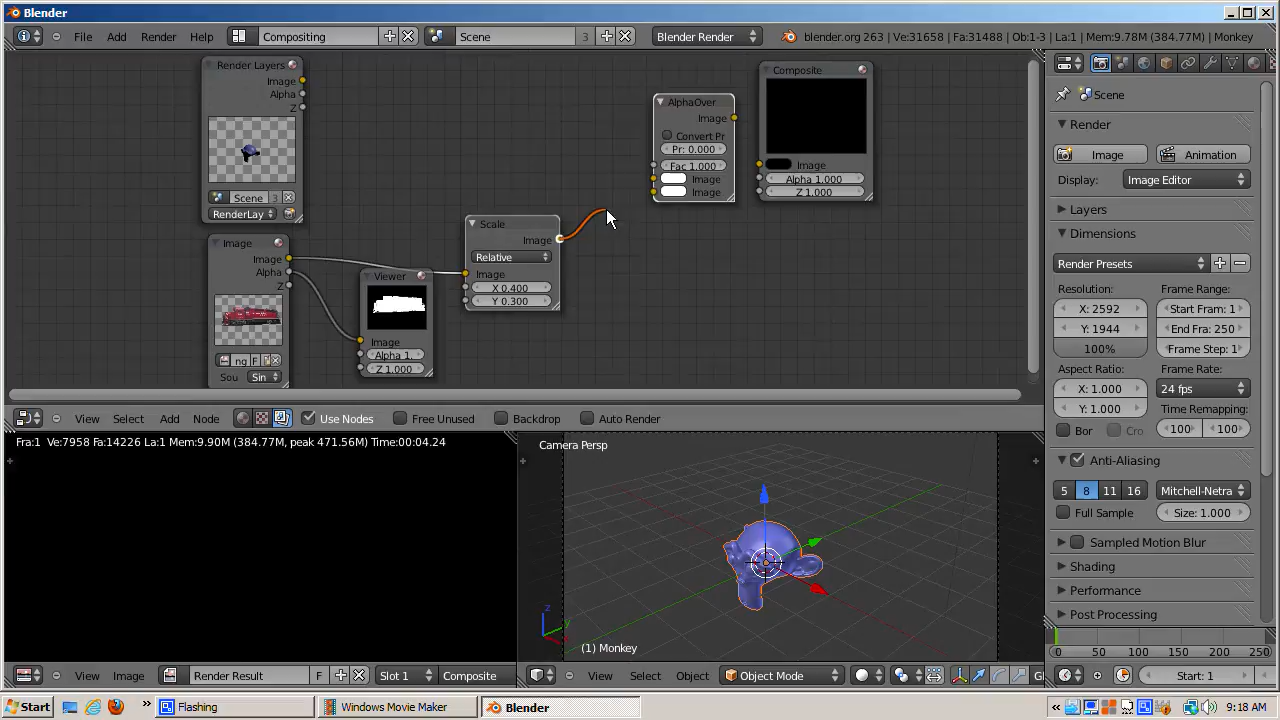 Blender
File Add Render Help Compositing Scene 3 Blender Render blender.org 263 | Ve:31658 | Fa:31488 | Ob:1-3 | La:1 | Mem:9.78M (384.77M) | Monkey
Render Layers
Image
Alpha
Z
Scene 3
RenderLay
Image
Image
Alpha
Z
ng F
Sou Sin
Viewer
Image
Alpha 1.
Z 1.000
Scale
Image
Relative
Image
X 0.400
Y 0.300
AlphaOver
Image
Convert Pr
Pr: 0.000
Fac 1.000
Image
Image
Composite
Image
Alpha 1.000
Z 1.000
View Select Add Node Use Nodes Free Unused Backdrop Auto Render
Fra:1 Ve:7958 Fa:14226 La:1 Mem:9.90M (384.77M, peak 471.56M) Time:00:04.24
View Image Render Result F Slot 1 Composite
Camera Persp
z
y
(1) Monkey
View Select Object Object Mode G
Scene
Render
Image Animation
Display: Image Editor
Layers
Dimensions
Render Presets
Resolution: Frame Range:
X: 2592 Start Fram: 1
Y: 1944 End Fra: 250
100% Frame Step: 1
Aspect Ratio: Frame Rate:
X: 1.000 24 fps
Y: 1.000 Time Remapping:
Bor Cro 100 100
Anti-Aliasing
5 8 11 16 Mitchell-Netra
Full Sample Size: 1.000
Sampled Motion Blur
Shading
Performance
Post Processing
0 50 100 150 200 250
Start: 1
Start Flashing Windows Movie Maker Blender 9:18 AM